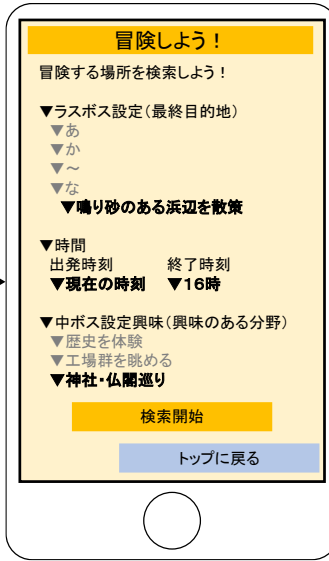 冒険しよう！
冒険する場所を検索しよう！
▼ラスボス設定（最終目的地）
▼あ
▼か
▼～
▼な
▼鳴り砂のある浜辺を散策
▼時間
出発時刻　終了時刻
▼現在の時刻　▼16時
▼中ボス設定興味（興味のある分野）
▼歴史を体験
▼工場群を眺める
▼神社・仏閣巡り
検索開始
トップに戻る